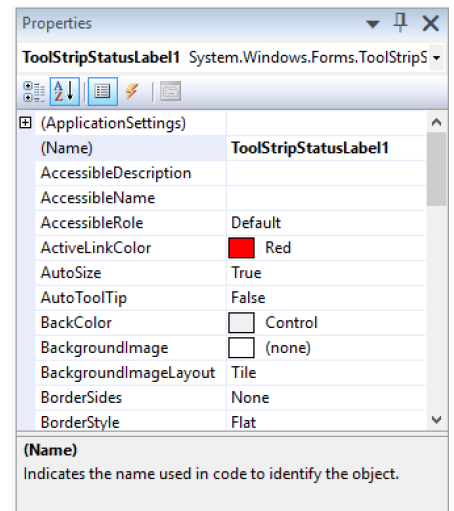 Properties
ToolStripStatusLabel1 System.Windows.Forms.ToolStripS
(ApplicationSettings)
(Name) ToolStripStatusLabel1
AccessibleDescription
AccessibleName
AccessibleRole Default
ActiveLinkColor Red
AutoSize True
AutoToolTip False
BackColor Control
BackgroundImage (none)
BackgroundImageLayout Tile
BorderSides None
BorderStyle Flat
(Name)
Indicates the name used in code to identify the object.